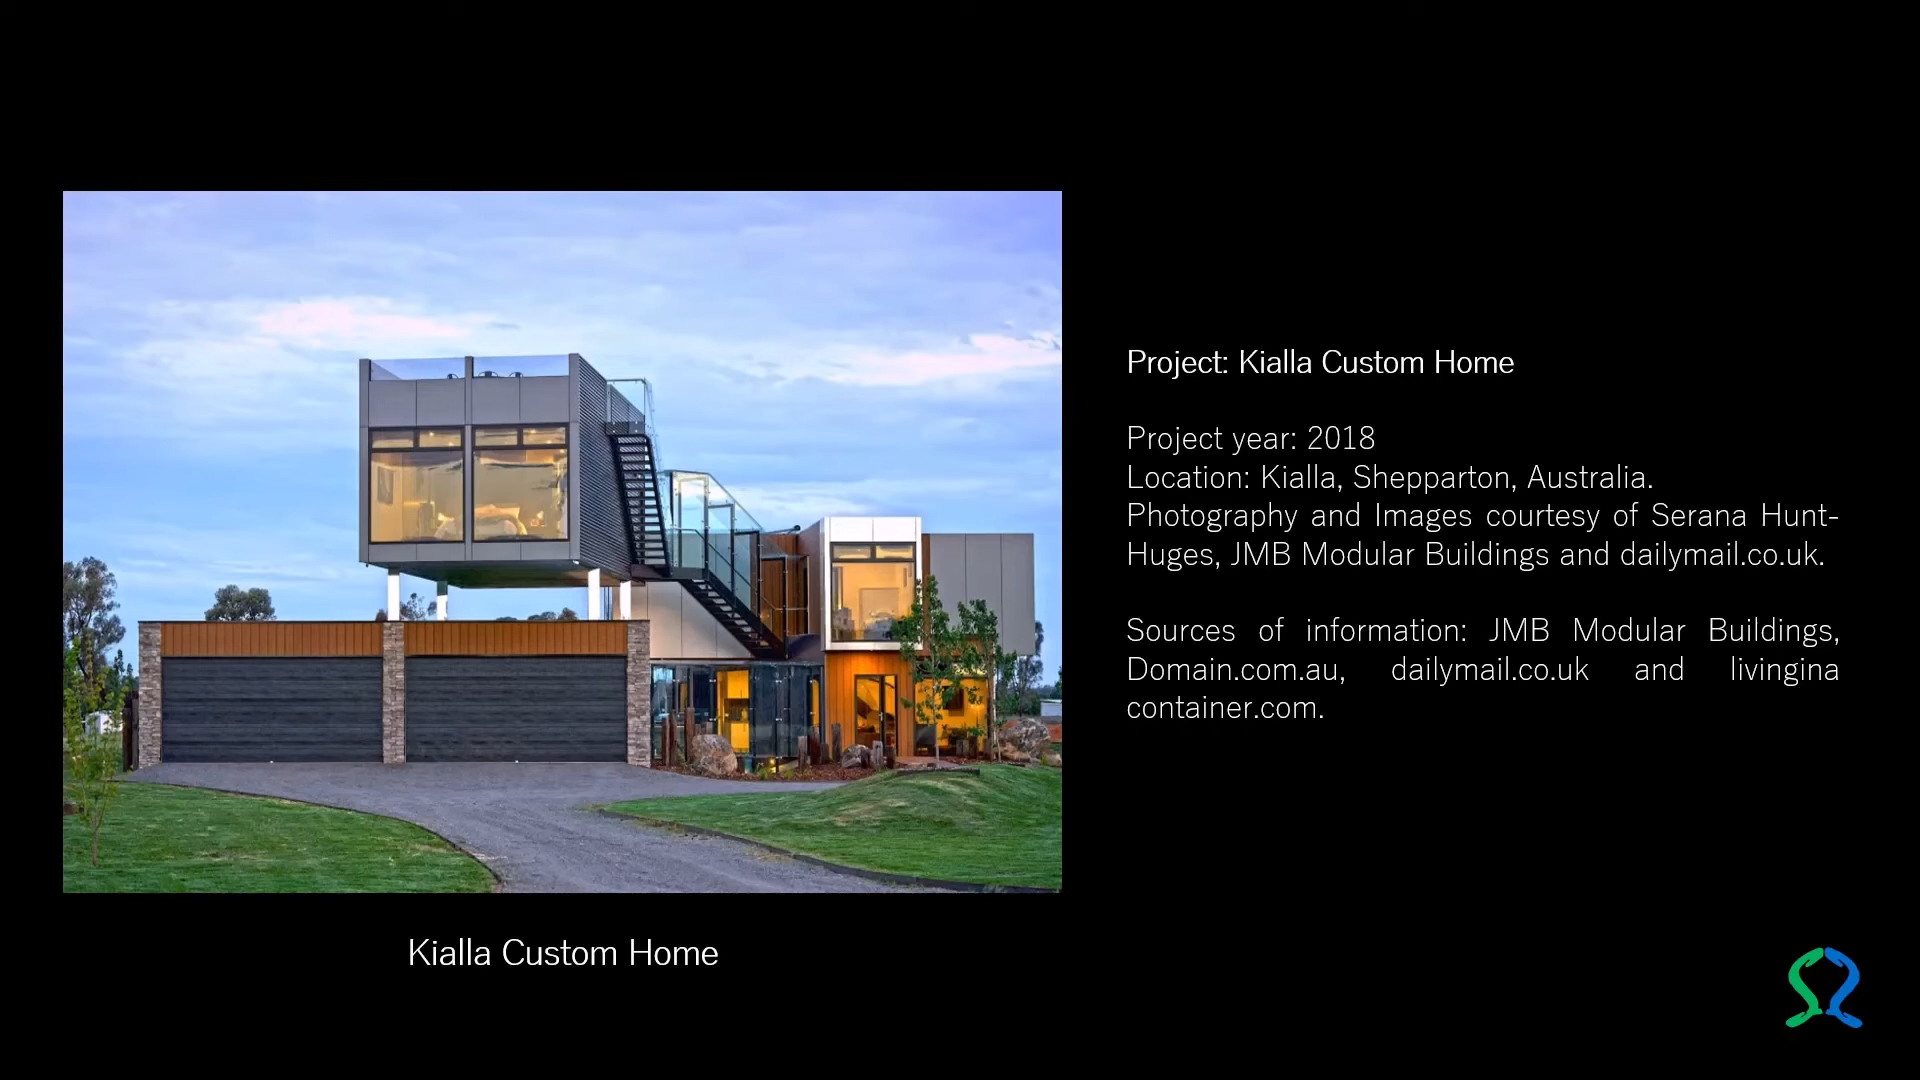 Project: Kialla Custom Home
Project year: 2018
Location: Kialla, Shepparton, Australia.
Photography and Images courtesy of Serana Hunt-
Huges, JMB Modular Buildings and dailymail.co.uk.
Sources of information: JMB Modular Buildings,
Domain.com.au, dailymail.co.uk and livingina
container.com.
Kialla Custom Home